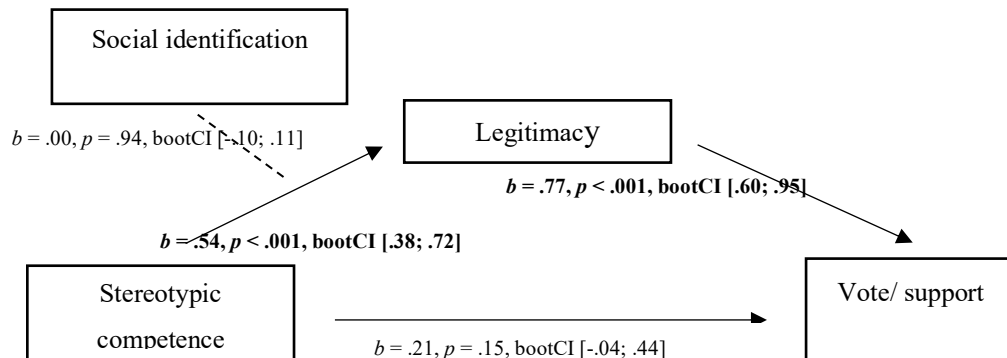 Social identification
b = .00, p = .94, bootCI [-.10; .11]
Legitimacy
b = .77, p < .001, bootCI [.60; .95]
b = .54, p < .001, bootCI [.38; .72]
Stereotypic
competence
Vote/ support
b = .21, p = .15, bootCI [-.04; .44]